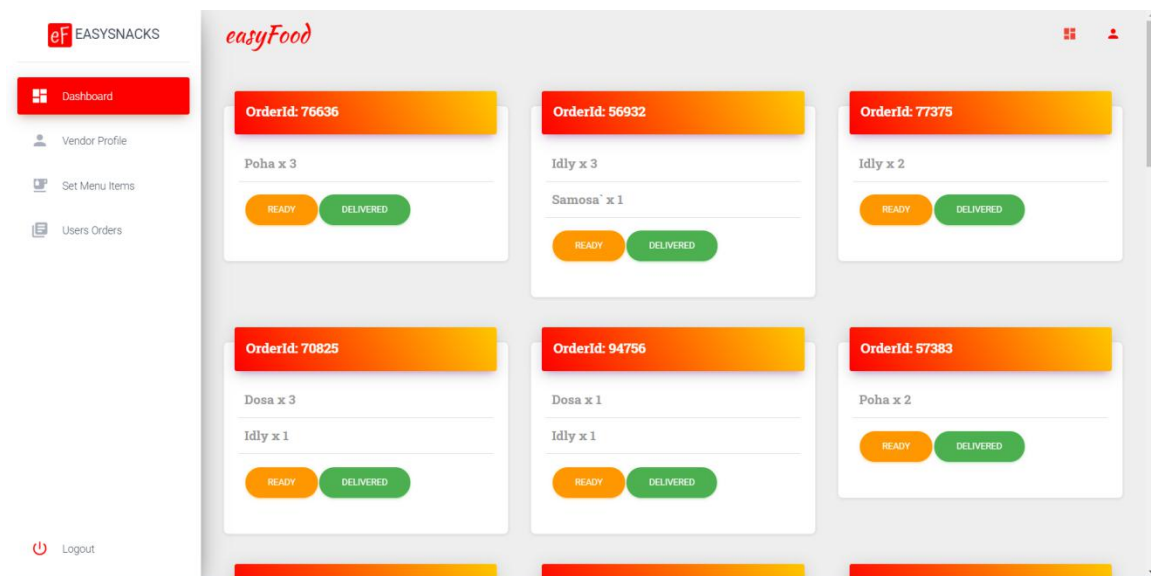 eF EASYSNACKS
Dashboard
Vendor Profile
Set Menu Items
Users Orders
Logout
easyFood
OrderId: 76636
Poha x 3
READY DELIVERED
OrderId: 56932
Idly x 3
Samosa` x 1
READY DELIVERED
OrderId: 77375
Idly x 2
READY DELIVERED
OrderId: 70825
Dosa x 3
Idly x 1
READY DELIVERED
OrderId: 94756
Dosa x 1
Idly x 1
READY DELIVERED
OrderId: 57383
Poha x 2
READY DELIVERED